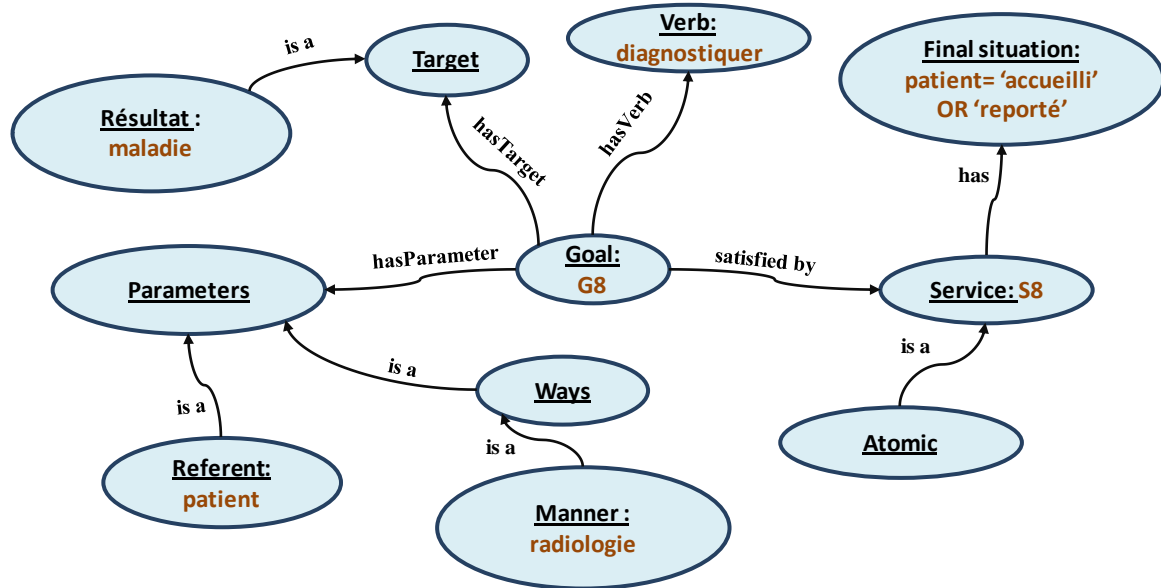 Verb:
diagnostiquer
is a
Target
Final situation:
patient= ‘accueilli’
OR ‘reporté’
Résultat :
maladie
hasTarget
hasVerb
has
hasParameter
Goal:
G8
satisfied by
Parameters
Service: S8
is a
is a
Ways
is a
is a
Atomic
Referent:
patient
Manner :
radiologie